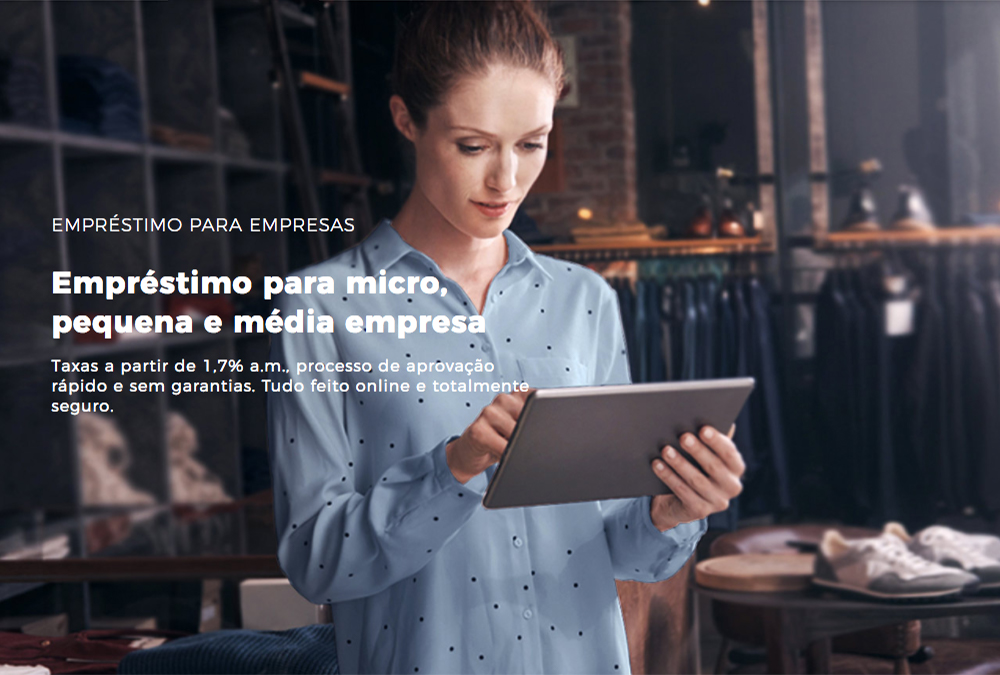 EMPRÉSTIMO PARA EMPRESAS
Empréstimo para micro,
pequena e média empresa
Taxas a partir de 1,7% a.m., processo de aprovação
rápido e sem garantias. Tudo feito online e totalmente
seguro.